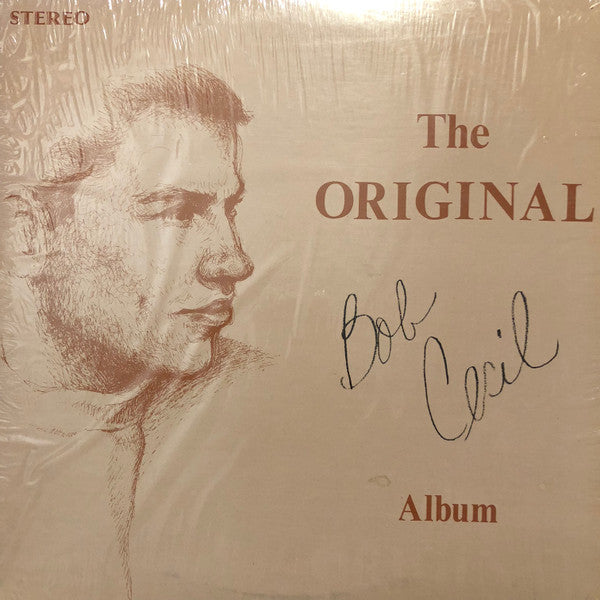 STEREO
The
ORIGINAL
Bob
Cecil
Album